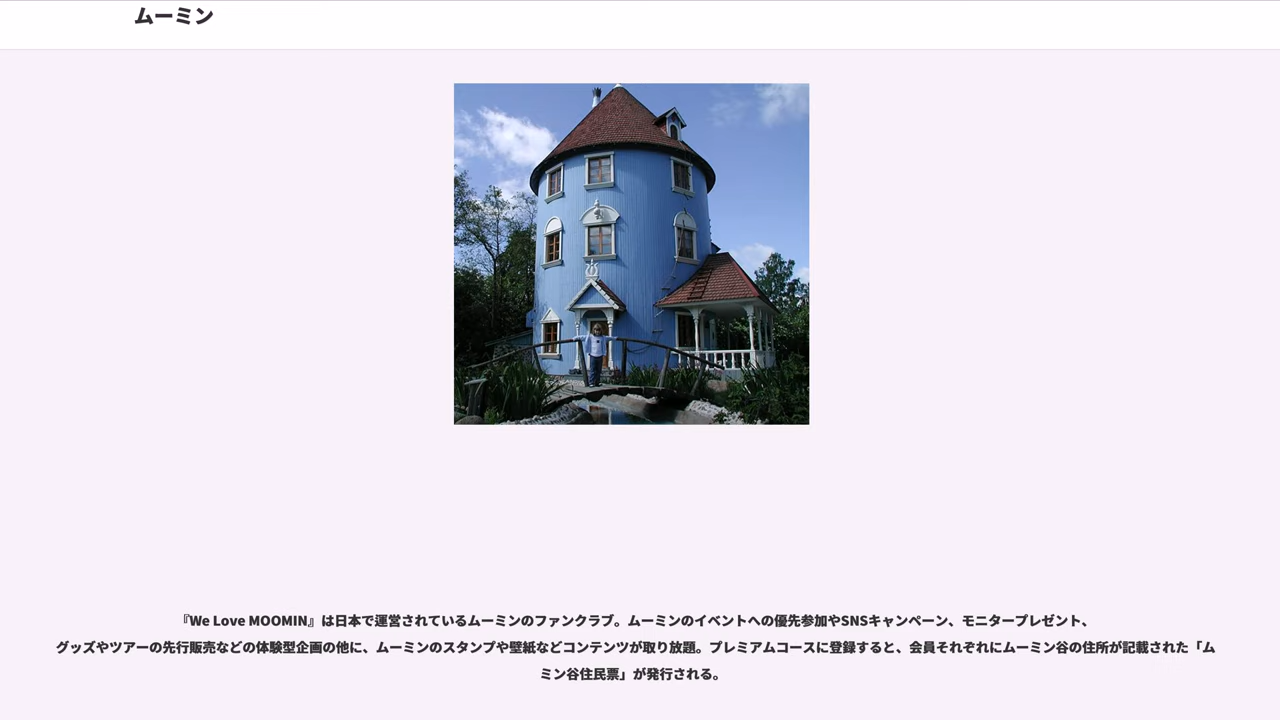 ムーミン
『We Love MOOMIN』は日本で運営されているムーミンのファンクラブ。ムーミンのイベントへの優先参加やSNSキャンペーン、モニタープレゼント、
グッズやツアーの先行販売などの体験型企画の他に、ムーミンのスタンプや壁紙などコンテンツが取り放題。プレミアムコースに登録すると、会員それぞれにムーミン谷の住所が記載された「ム
ミン谷住民票」が発行される。